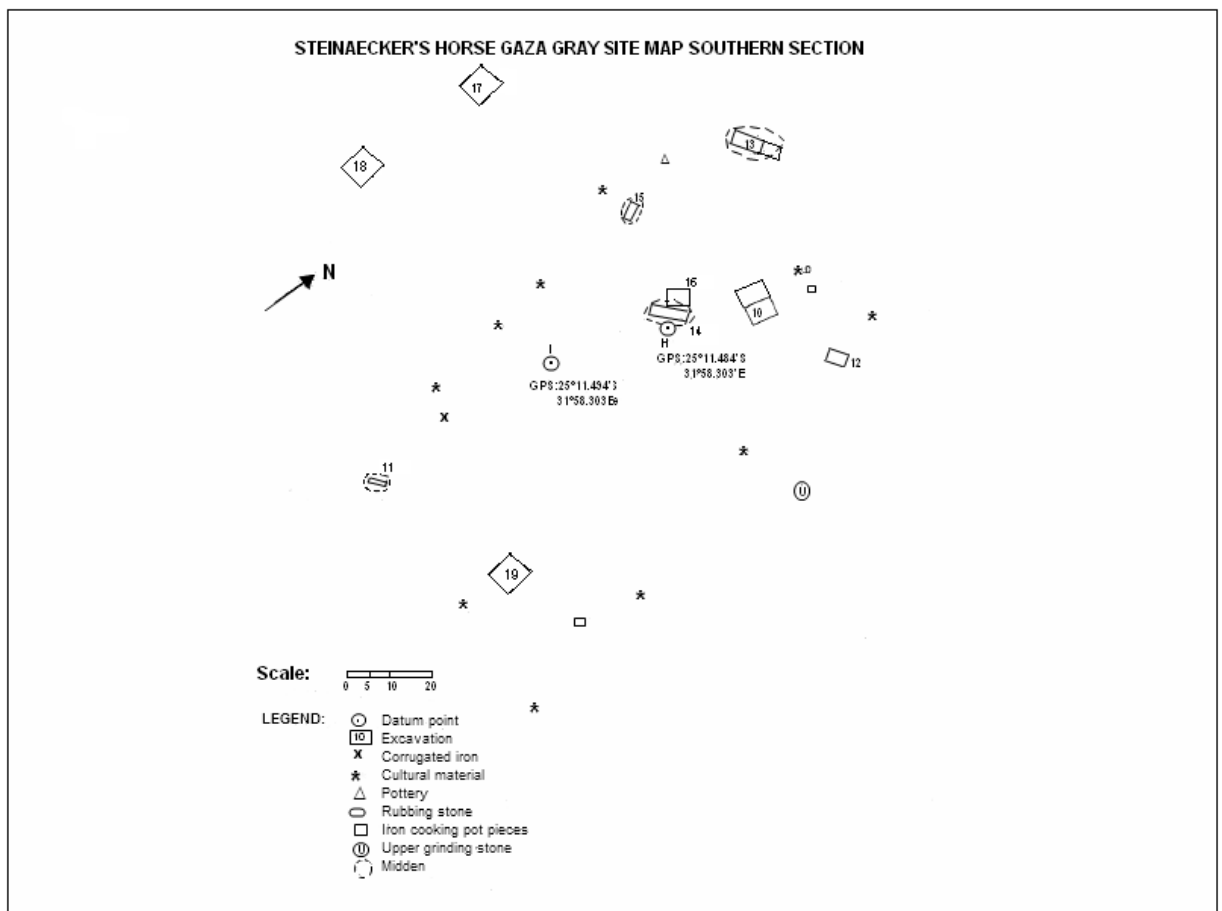 STEINAECKER'S HORSE GAZA GRAY SITE MAP SOUTHERN SECTION
17
13
18
15
N
16
10
14
H
I
12
GPS:25°11.484'S
31°58.303'E
GPS:25°11.494'S
31°58.303Ee
11
U
19
Scale:
0 5 10 20
LEGEND:
Datum point
10 Excavation
x Corrugated iron
* Cultural material
Pottery
Rubbing stone
Iron cooking pot pieces
U Upper grinding stone
Midden